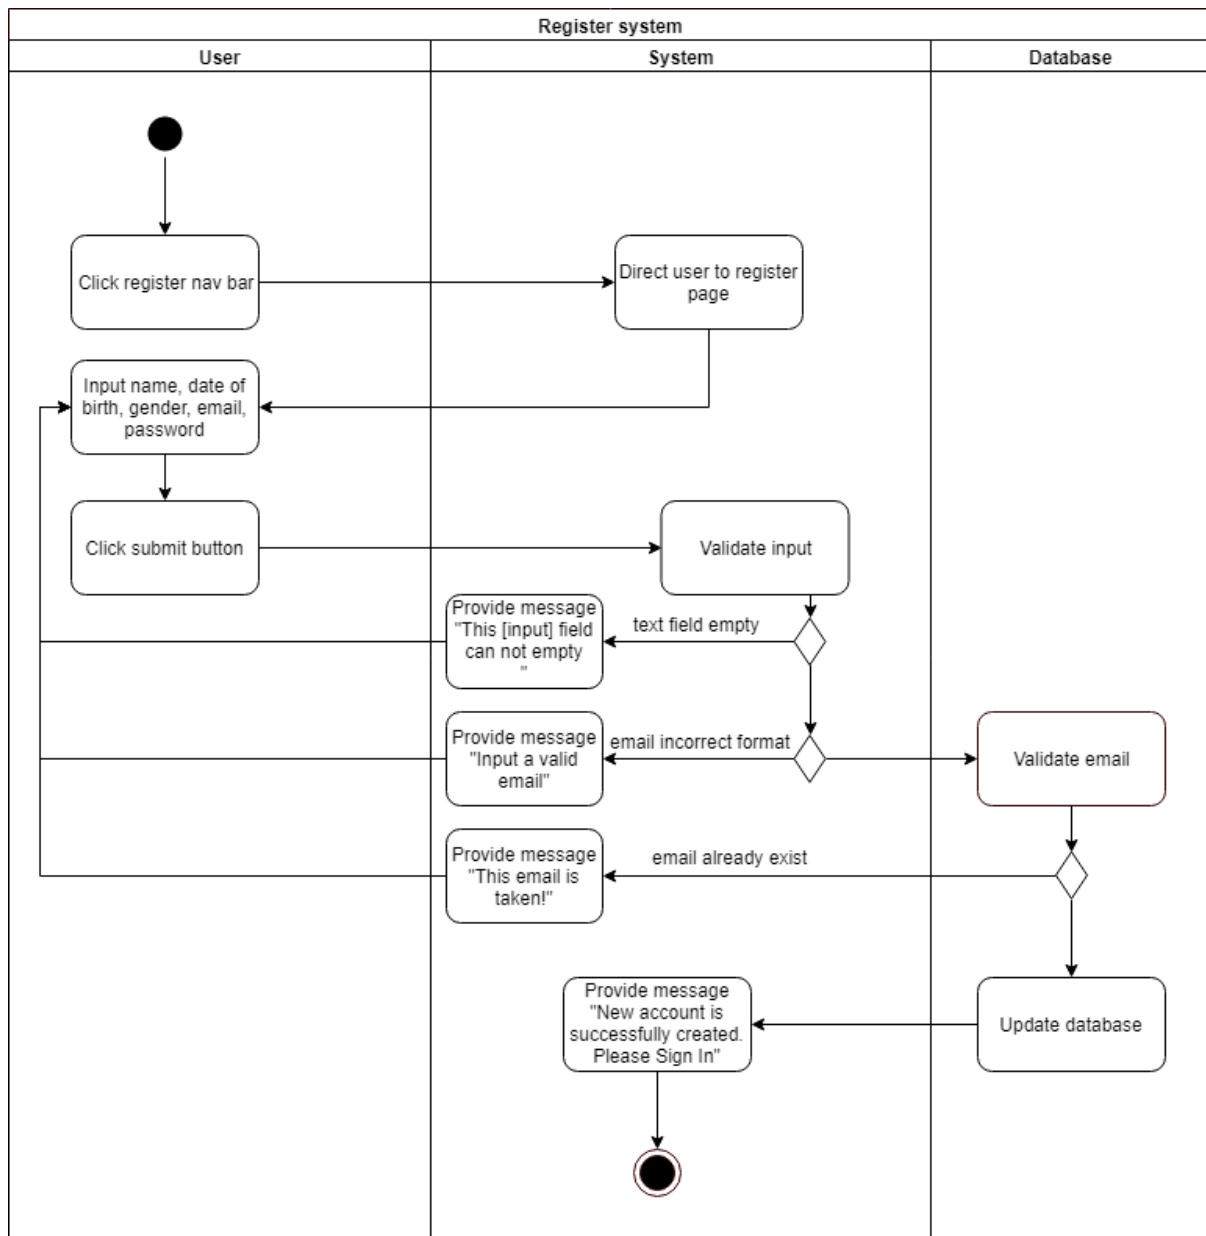 Register system
User
System
Database
Click register nav bar
Direct user to register
page
Input name, date of
birth, gender, email,
password
Click submit button
Validate input
Provide message
"This [input] field
can not empty
"
text field empty
Provide message
"Input a valid
email"
email incorrect format
Validate email
Provide message
"This email is
taken!"
email already exist
Provide message
"New account is
successfully created.
Please Sign In"
Update database